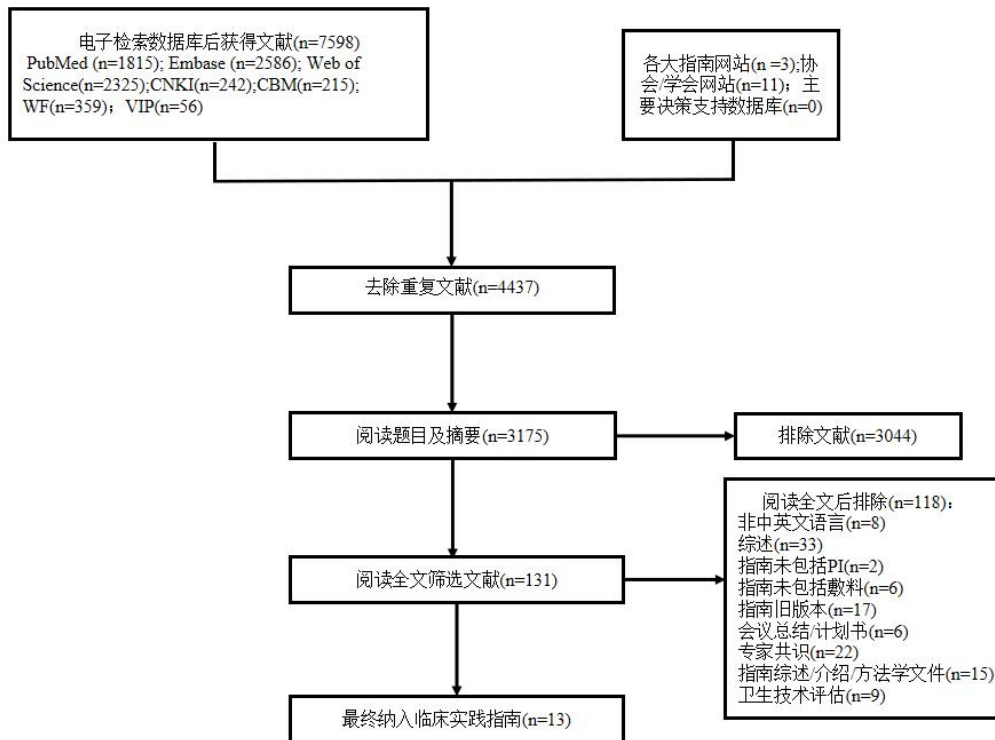 电子检索数据库后获得文献(n=7598)
PubMed (n=1815); Embase (n=2586); Web of
Science(n=2325);CNKI(n=242);CBM(n=215);
WF(n=359)；VIP(n=56)
各大指南网站(n =3);协
会/学会网站(n=11)；主
要决策支持数据库(n=0)
去除重复文献(n=4437)
阅读题目及摘要(n=3175)
排除文献(n=3044)
阅读全文筛选文献(n=131)
阅读全文后排除(n=118)：
非中英文语言(n=8)
综述(n=33)
指南未包括PI(n=2)
指南未包括敷料(n=6)
指南旧版本(n=17)
会议总结/计划书(n=6)
专家共识(n=22)
指南综述/介绍/方法学文件(n=15)
卫生技术评估(n=9)
最终纳入临床实践指南(n=13)